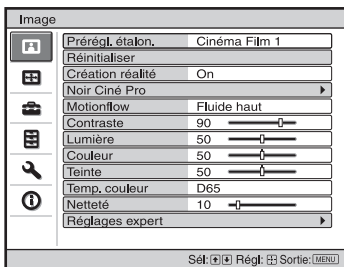 Image
Prérégl. étalon. Cinéma Film 1
Réinitialiser
Création réalité On
Noir Ciné Pro
Motionflow Fluide haut
Contraste 90
Lumière 50
Couleur 50
Teinte 50
Temp. couleur D65
Netteté 10
Réglages expert
Sél: Régl: Sortie: MENU